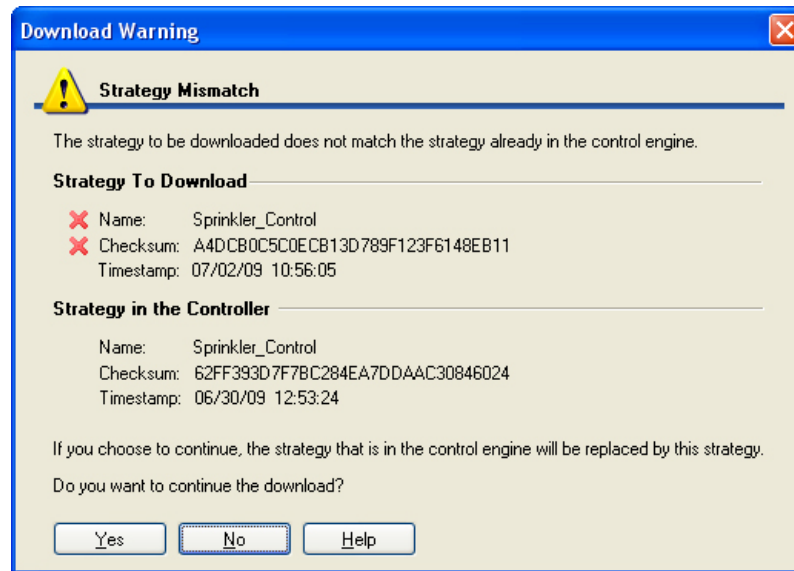 Download Warning
Strategy Mismatch
The strategy to be downloaded does not match the strategy already in the control engine.
Strategy To Download
Name: Sprinkler_Control
Checksum: A4DCB0C5C0ECB13D789F123F6148EB11
Timestamp: 07/02/09 10:56:05
Strategy in the Controller
Name: Sprinkler_Control
Checksum: 62FF393D7F7BC284EA7DDAAC30846024
Timestamp: 06/30/09 12:53:24
If you choose to continue, the strategy that is in the control engine will be replaced by this strategy.
Do you want to continue the download?
Yes No Help